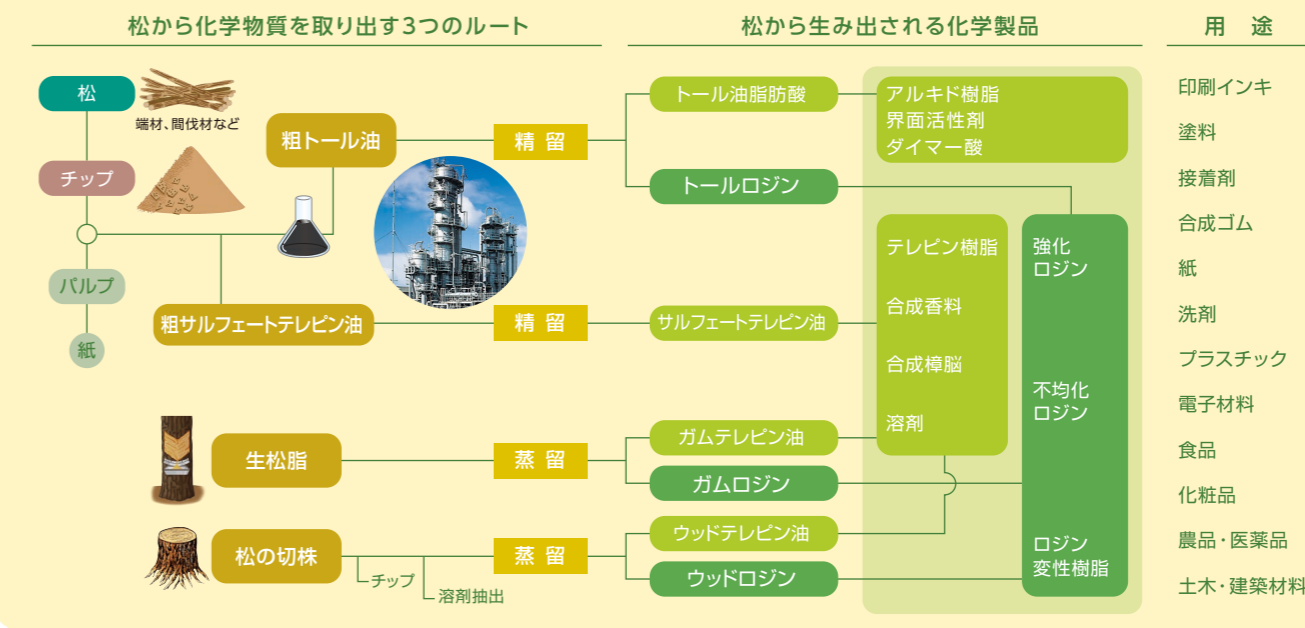 松から化学物質を取り出す3つのルート
松から生み出される化学製品
用 途
松
端材、間伐材など
チップ
パルプ
紙
粗トール油
精 留
トール油脂肪酸
トールロジン
アルキド樹脂
界面活性剤
ダイマー酸
粗サルフェートテレピン油
精 留
サルフェートテレピン油
テレピン樹脂
合成香料
合成樟脳
溶剤
強化
ロジン
不均化
ロジン
ロジン
変性樹脂
生松脂
蒸 留
ガムテレピン油
ガムロジン
松の切株
チップ
溶剤抽出
蒸 留
ウッドテレピン油
ウッドロジン
印刷インキ
塗料
接着剤
合成ゴム
紙
洗剤
プラスチック
電子材料
食品
化粧品
農品・医薬品
土木・建築材料